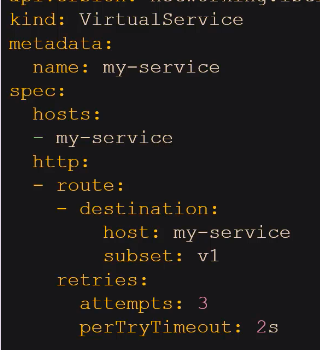 kind: VirtualService
metadata:
  name: my-service
spec:
  hosts:
  - my-service
  http:
  - route:
    - destination:
        host: my-service
        subset: v1
    retries:
      attempts: 3
      perTryTimeout: 2s